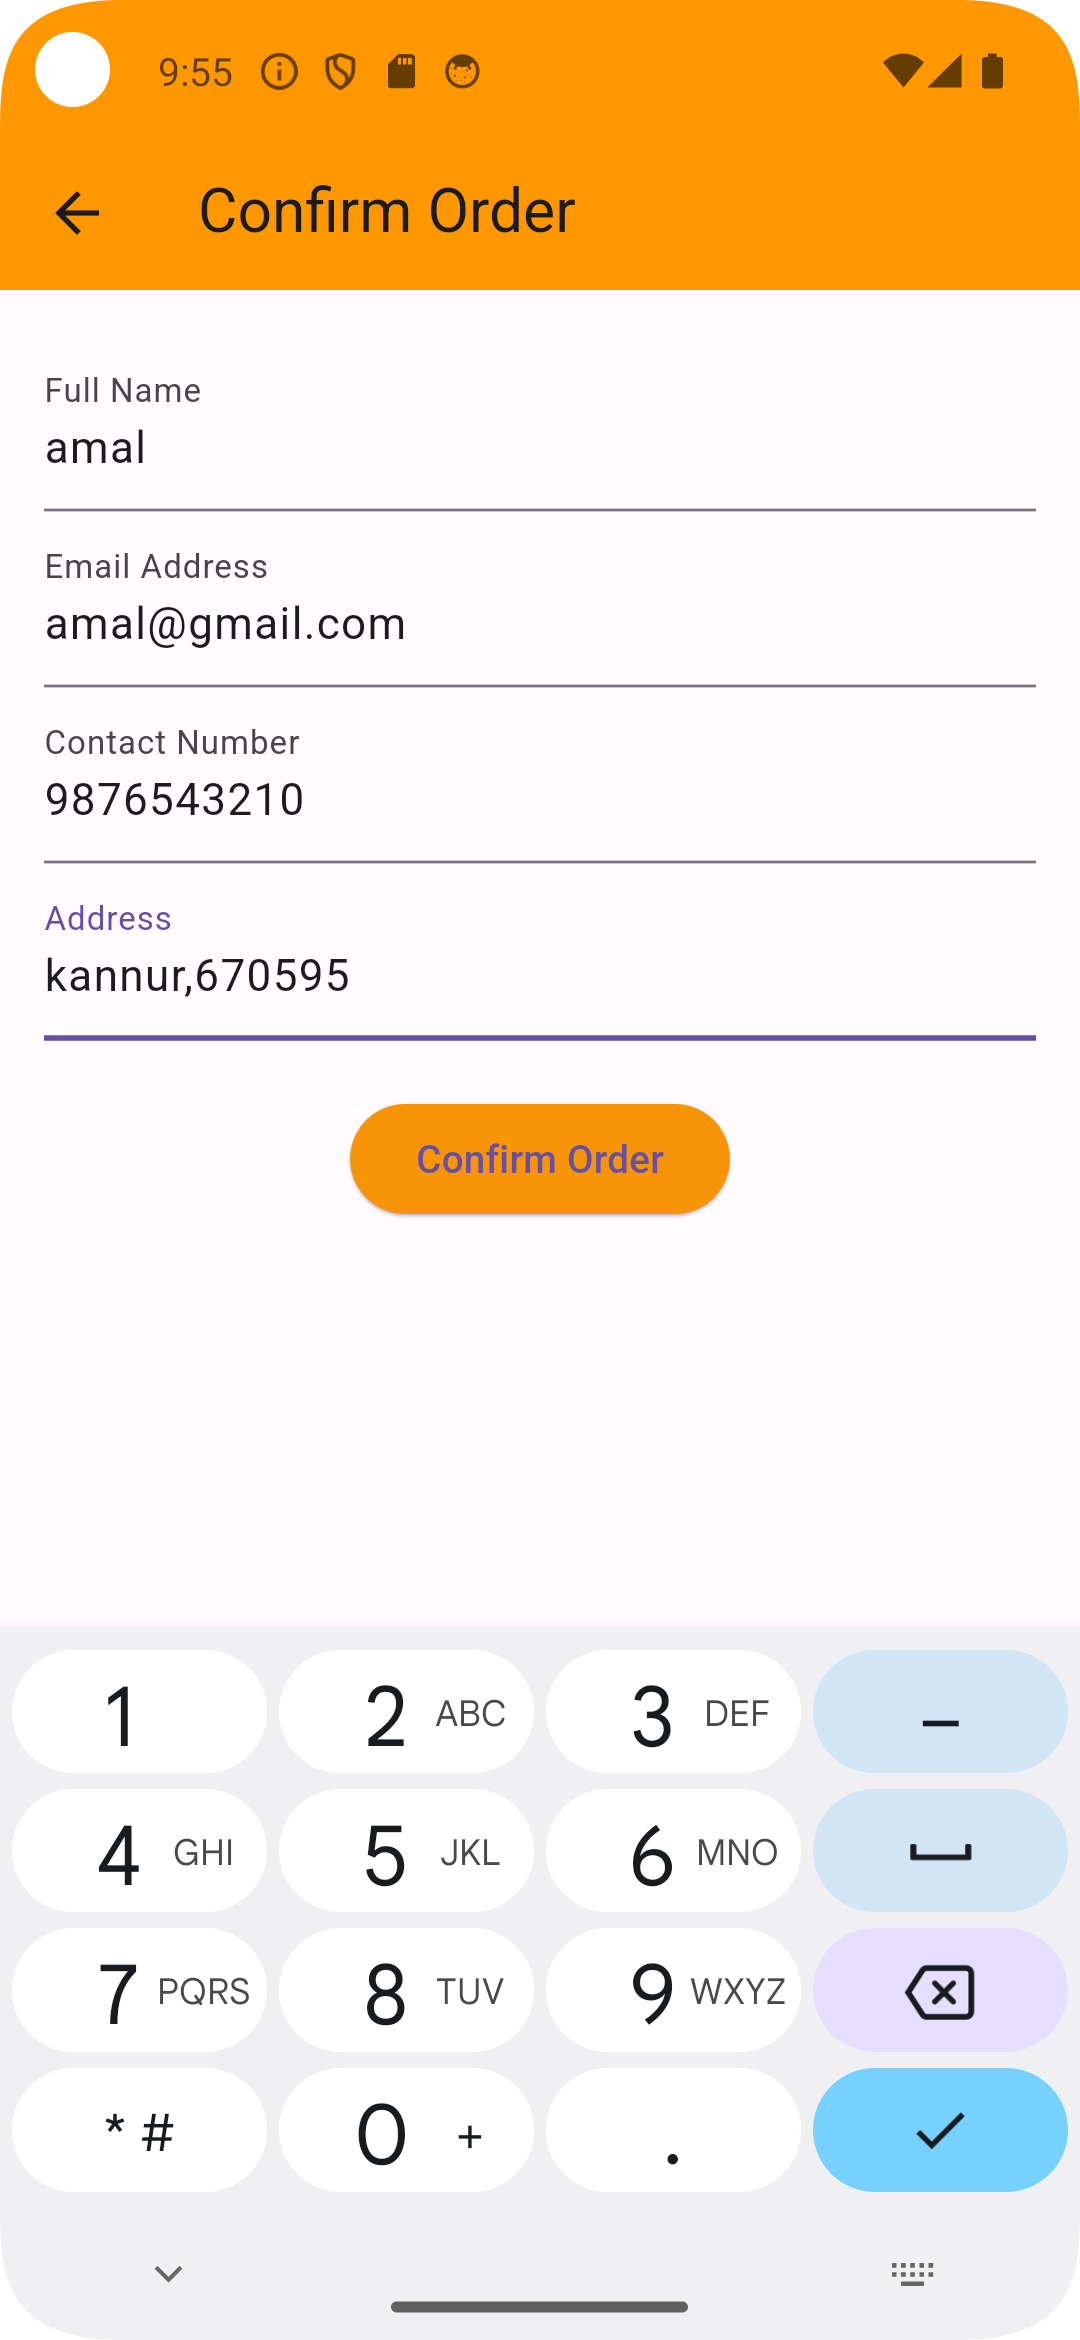 9:55
Confirm Order
Full Name
amal
Email Address
amal@gmail.com
Contact Number
9876543210
Address
kannur,670595
Confirm Order
1 2 ABC 3 DEF –
4 GHI 5 JKL 6 MNO
7 PQRS 8 TUV 9 WXYZ
* # 0 + .